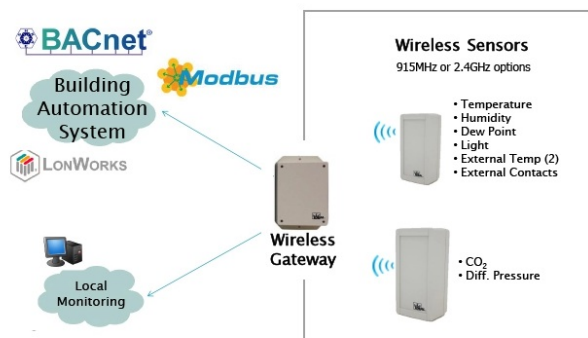 BACnet®
Modbus
Building
Automation
System
LONWORKS
Local
Monitoring
Wireless
Gateway
Wireless Sensors
915MHz or 2.4GHz options
• Temperature
• Humidity
• Dew Point
• Light
• External Temp (2)
• External Contacts
• CO₂
• Diff. Pressure